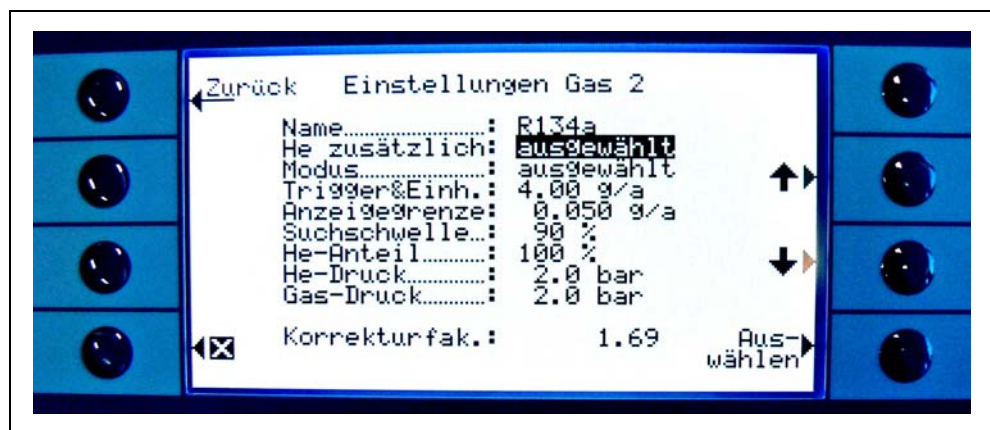 Zurück Einstellungen Gas 2
Name............: R134a
He zusätzlich: ausgewählt
Modus............: ausgewählt
Trigger&Einh.: 4.00 g/a
Anzeigegrenze: 0.050 g/a
Suchschwelle...: 90 %
He-Anteil..........: 100 %
He-Druck..........: 2.0 bar
Gas-Druck.........: 2.0 bar
Korrekturfak.: 1.69 Aus-
wählen